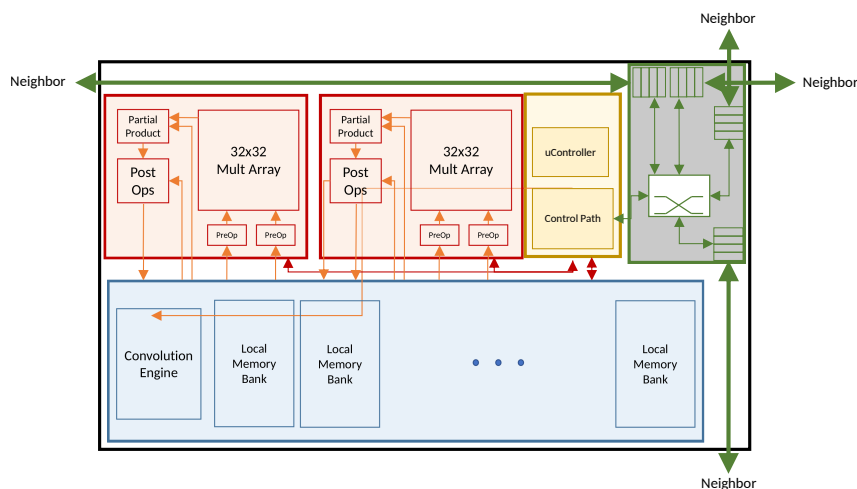 Neighbor
Neighbor
Neighbor
Partial
Product
32x32
Mult Array
Post
Ops
PreOp
PreOp
Partial
Product
32x32
Mult Array
Post
Ops
PreOp
PreOp
uController
Control Path
Convolution
Engine
Local
Memory
Bank
Local
Memory
Bank
Local
Memory
Bank
Neighbor